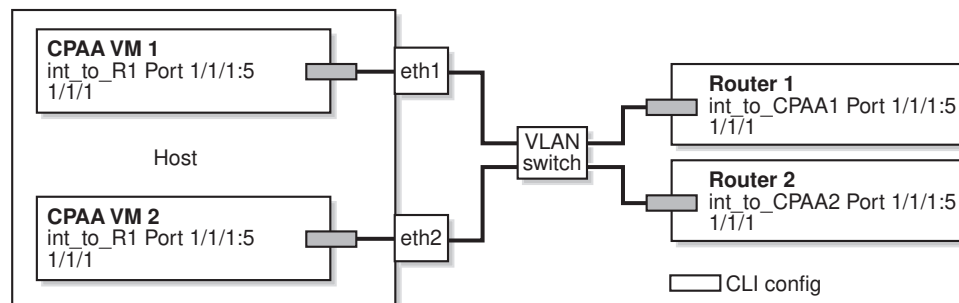 CPAA VM 1
int_to_R1 Port 1/1/1:5
1/1/1
eth1
Host
CPAA VM 2
int_to_R1 Port 1/1/1:5
1/1/1
eth2
VLAN
switch
Router 1
int_to_CPAA1 Port 1/1/1:5
1/1/1
Router 2
int_to_CPAA2 Port 1/1/1:5
1/1/1
CLI config